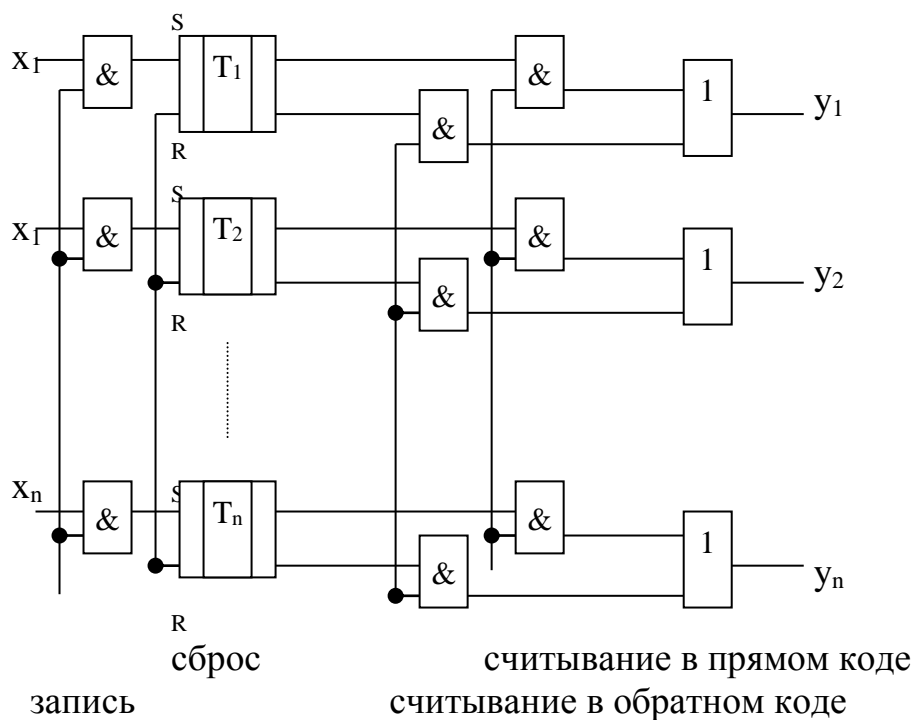 S
x1 & T1 & 1
& y1
R
S
x1 & T2 & 1
& y2
R
S
xn & Tn & 1
& yn
R
сброс считывание в прямом коде
запись считывание в обратном коде